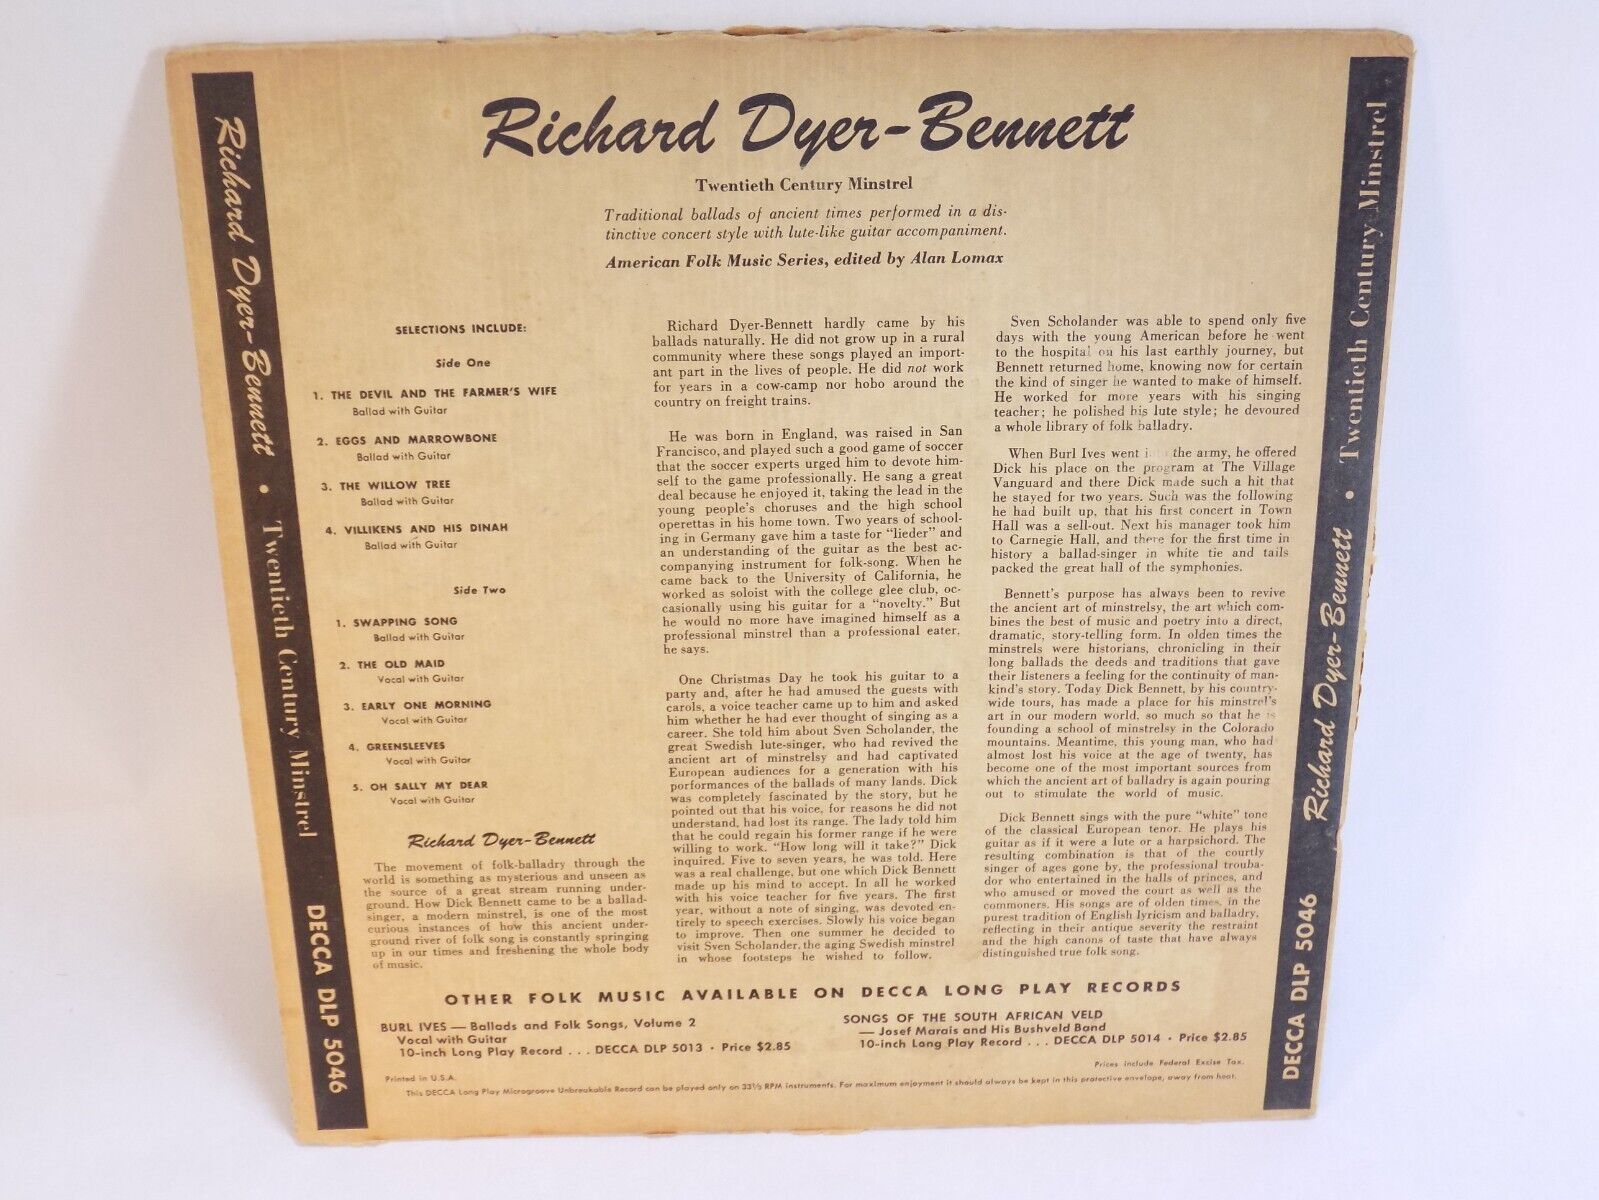 Richard Dyer-Bennett
Twentieth Century Minstrel
Traditional ballads of ancient times performed in a dis-
tinctive concert style with lute-like guitar accompaniment.
American Folk Music Series, edited by Alan Lomax
SELECTIONS INCLUDE:
Side One
1. THE DEVIL AND THE FARMER'S WIFE
Ballad with Guitar
2. EGGS AND MARROWBONE
Ballad with Guitar
3. THE WILLOW TREE
Ballad with Guitar
4. VILLIKENS AND HIS DINAH
Ballad with Guitar
Side Two
1. SWAPPING SONG
Ballad with Guitar
2. THE OLD MAID
Vocal with Guitar
3. EARLY ONE MORNING
Vocal with Guitar
4. GREENSLEEVES
Vocal with Guitar
5. OH SALLY MY DEAR
Vocal with Guitar
Richard Dyer-Bennett
The movement of folk-balladry through the
world is something as mysterious and unseen as
the source of a great stream running under-
ground. How Dick Bennett came to be a ballad-
singer, a modern minstrel, is one of the most
curious instances of how this ancient under-
ground river of folk song is constantly springing
up in our times and freshening the whole body
of music.
Richard Dyer-Bennett hardly came by his
ballads naturally. He did not grow up in a rural
community where these songs played an import-
ant part in the lives of people. He did not work
for years in a cow-camp nor hobo around the
country on freight trains.
He was born in England, was raised in San
Francisco, and played such a good game of soccer
that the soccer experts urged him to devote him-
self to the game professionally. He sang a great
deal because he enjoyed it, taking the lead in the
young people's choruses and the high school
operettas in his home town. Two years of school-
ing in Germany gave him a taste for "lieder" and
an understanding of the guitar as the best ac-
companying instrument for folk-song. When he
came back to the University of California, he
worked as soloist with the college glee club, oc-
casionally using his guitar for a "novelty." But
he would no more have imagined himself as a
professional minstrel than a professional eater,
he says.
One Christmas Day he took his guitar to a
party and, after he had amused the guests with
carols, a voice teacher came up to him and asked
him whether he had ever thought of singing as a
career. She told him about Sven Scholander, the
great Swedish lute-singer, who had revived the
ancient art of minstrelsy and had captivated
European audiences for a generation with his
performances of the ballads of many lands. Dick
was completely fascinated by the story, but he
pointed out that his voice, for reasons he did not
understand, had lost its range. The lady told him
that he could regain his former range if he were
willing to work. "How long will it take?" Dick
inquired. Five to seven years, he was told. Here
was a real challenge, but one which Dick Bennett
made up his mind to accept. In all he worked
with his voice teacher for five years. The first
year, without a note of singing, was devoted en-
tirely to speech exercises. Slowly his voice began
to improve. Then one summer he decided to
visit Sven Scholander, the aging Swedish minstrel
in whose footsteps he wished to follow.
Sven Scholander was able to spend only five
days with the young American before he went
to the hospital on his last earthly journey, but
Bennett returned home, knowing now for certain
the kind of singer he wanted to make of himself.
He worked for more years with his singing
teacher; he polished his lute style; he devoured
a whole library of folk balladry.
When Burl Ives went into the army, he offered
Dick his place on the program at The Village
Vanguard and there Dick made such a hit that
he stayed for two years. Such was the following
he had built up, that his first concert in Town
Hall was a sell-out. Next his manager took him
to Carnegie Hall, and there for the first time in
history a ballad-singer in white tie and tails
packed the great hall of the symphonies.
Bennett's purpose has always been to revive
the ancient art of minstrelsy, the art which com-
bines the best of music and poetry into a direct,
dramatic, story-telling form. In olden times the
minstrels were historians, chronicling in their
long ballads the deeds and traditions that gave
their listeners a feeling for the continuity of man-
kind's story. Today Dick Bennett, by his country-
wide tours, has made a place for his minstrel's
art in our modern world, so much so that he is
founding a school of minstrelsy in the Colorado
mountains. Meantime, this young man, who had
almost lost his voice at the age of twenty, has
become one of the most important sources from
which the ancient art of balladry is again pouring
out to stimulate the world of music.
Dick Bennett sings with the pure "white" tone
of the classical European tenor. He plays his
guitar as if it were a lute or a harpsichord. The
resulting combination is that of the courtly
singer of ages gone by, the professional trouba-
dor who entertained in the halls of princes, and
who amused or moved the court as well as the
commoners. His songs are of olden times, in the
purest tradition of English lyricism and balladry,
reflecting in their antique severity the restraint
and the high canons of taste that have always
distinguished true folk song.
OTHER FOLK MUSIC AVAILABLE ON DECCA LONG PLAY RECORDS
BURL IVES — Ballads and Folk Songs, Volume 2
Vocal with Guitar
10-inch Long Play Record . . . DECCA DLP 5013 · Price $2.85
SONGS OF THE SOUTH AFRICAN VELD
— Josef Marais and His Bushveld Band
10-inch Long Play Record . . . DECCA DLP 5014 · Price $2.85
Prices include Federal Excise Tax.
Printed in U.S.A.
This DECCA Long Play Microgroove Unbreakable Record can be played only on 33⅓ RPM instruments. For maximum enjoyment it should always be kept in this protective envelope, away from heat.
Richard Dyer-Bennett • Twentieth Century Minstrel DECCA DLP 5046
DECCA DLP 5046 Richard Dyer-Bennett • Twentieth Century Minstrel